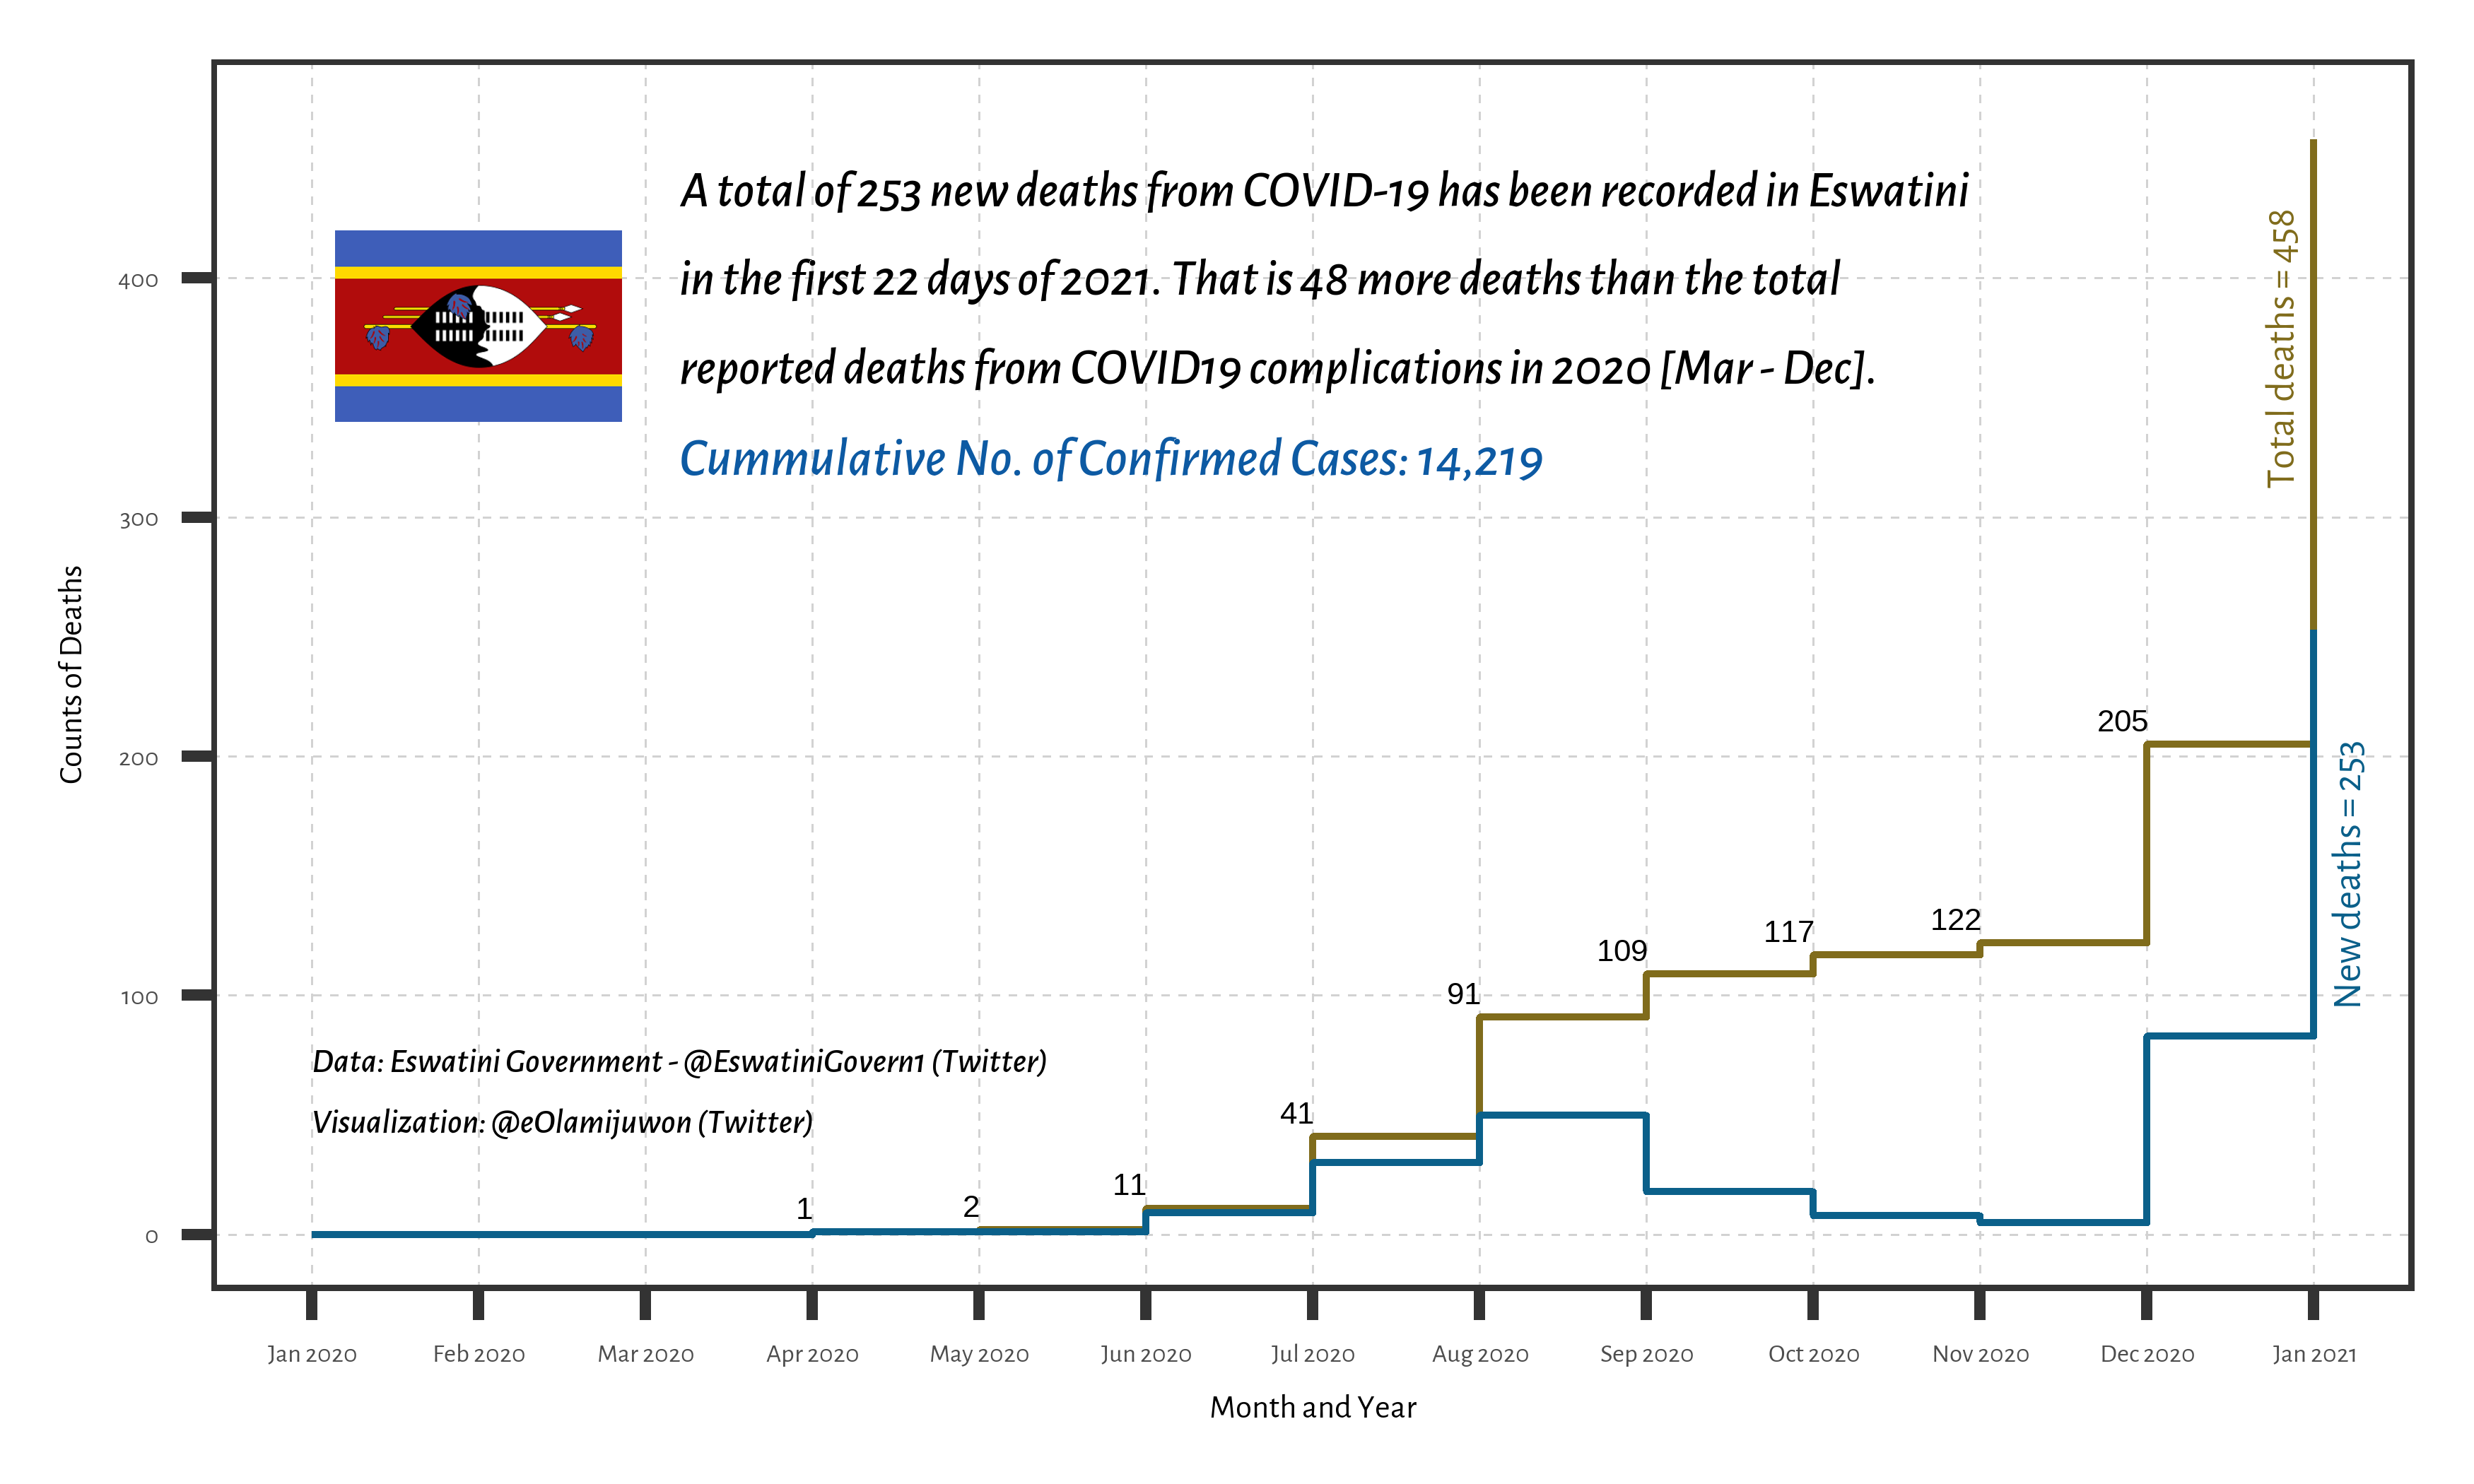 A total of 253 new deaths from COVID-19 has been recorded in Eswatini
in the first 22 days of 2021. That is 48 more deaths than the total
reported deaths from COVID19 complications in 2020 [Mar - Dec].
Cummulative No. of Confirmed Cases: 14,219
Total deaths = 458
New deaths = 253
Counts of Deaths
400
300
200
100
0
205
122
117
109
91
41
11
2
1
Data: Eswatini Government - @EswatiniGovern1 (Twitter)
Visualization: @eOlamijuwon (Twitter)
Jan 2020 Feb 2020 Mar 2020 Apr 2020 May 2020 Jun 2020 Jul 2020 Aug 2020 Sep 2020 Oct 2020 Nov 2020 Dec 2020 Jan 2021
Month and Year